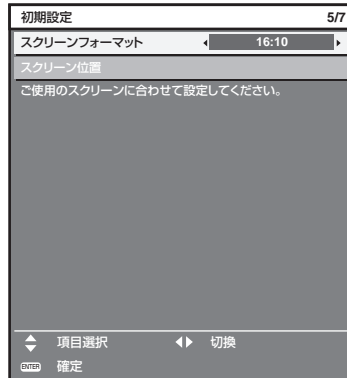 初期設定 5/7
スクリーンフォーマット 16:10
スクリーン位置
ご使用のスクリーンに合わせて設定してください。
項目選択 切換
ENTER 確定